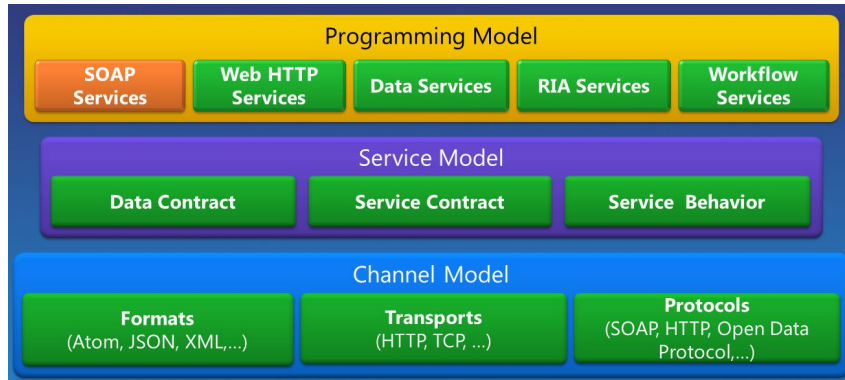 Programming Model
SOAP
Services
Web HTTP
Services
Data Services
RIA Services
Workflow
Services
Service Model
Data Contract
Service Contract
Service Behavior
Channel Model
Formats
(Atom, JSON, XML,...)
Transports
(HTTP, TCP, ...)
Protocols
(SOAP, HTTP, Open Data
Protocol,...)